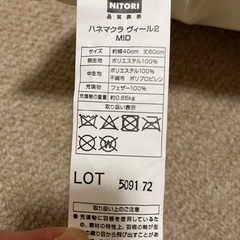 NITORI
品質表示
ハネマクラ ヴィール2
MID
サイズ 約幅40cm 丈60cm
側生地 ポリエステル100%
中生地 ポリエステル100%
不織布 ポリプロピレン
充填物 フェザー100%
充填物の重量 約0.65kg
取り扱い表示
LOT 509172
取り扱い上のご注意